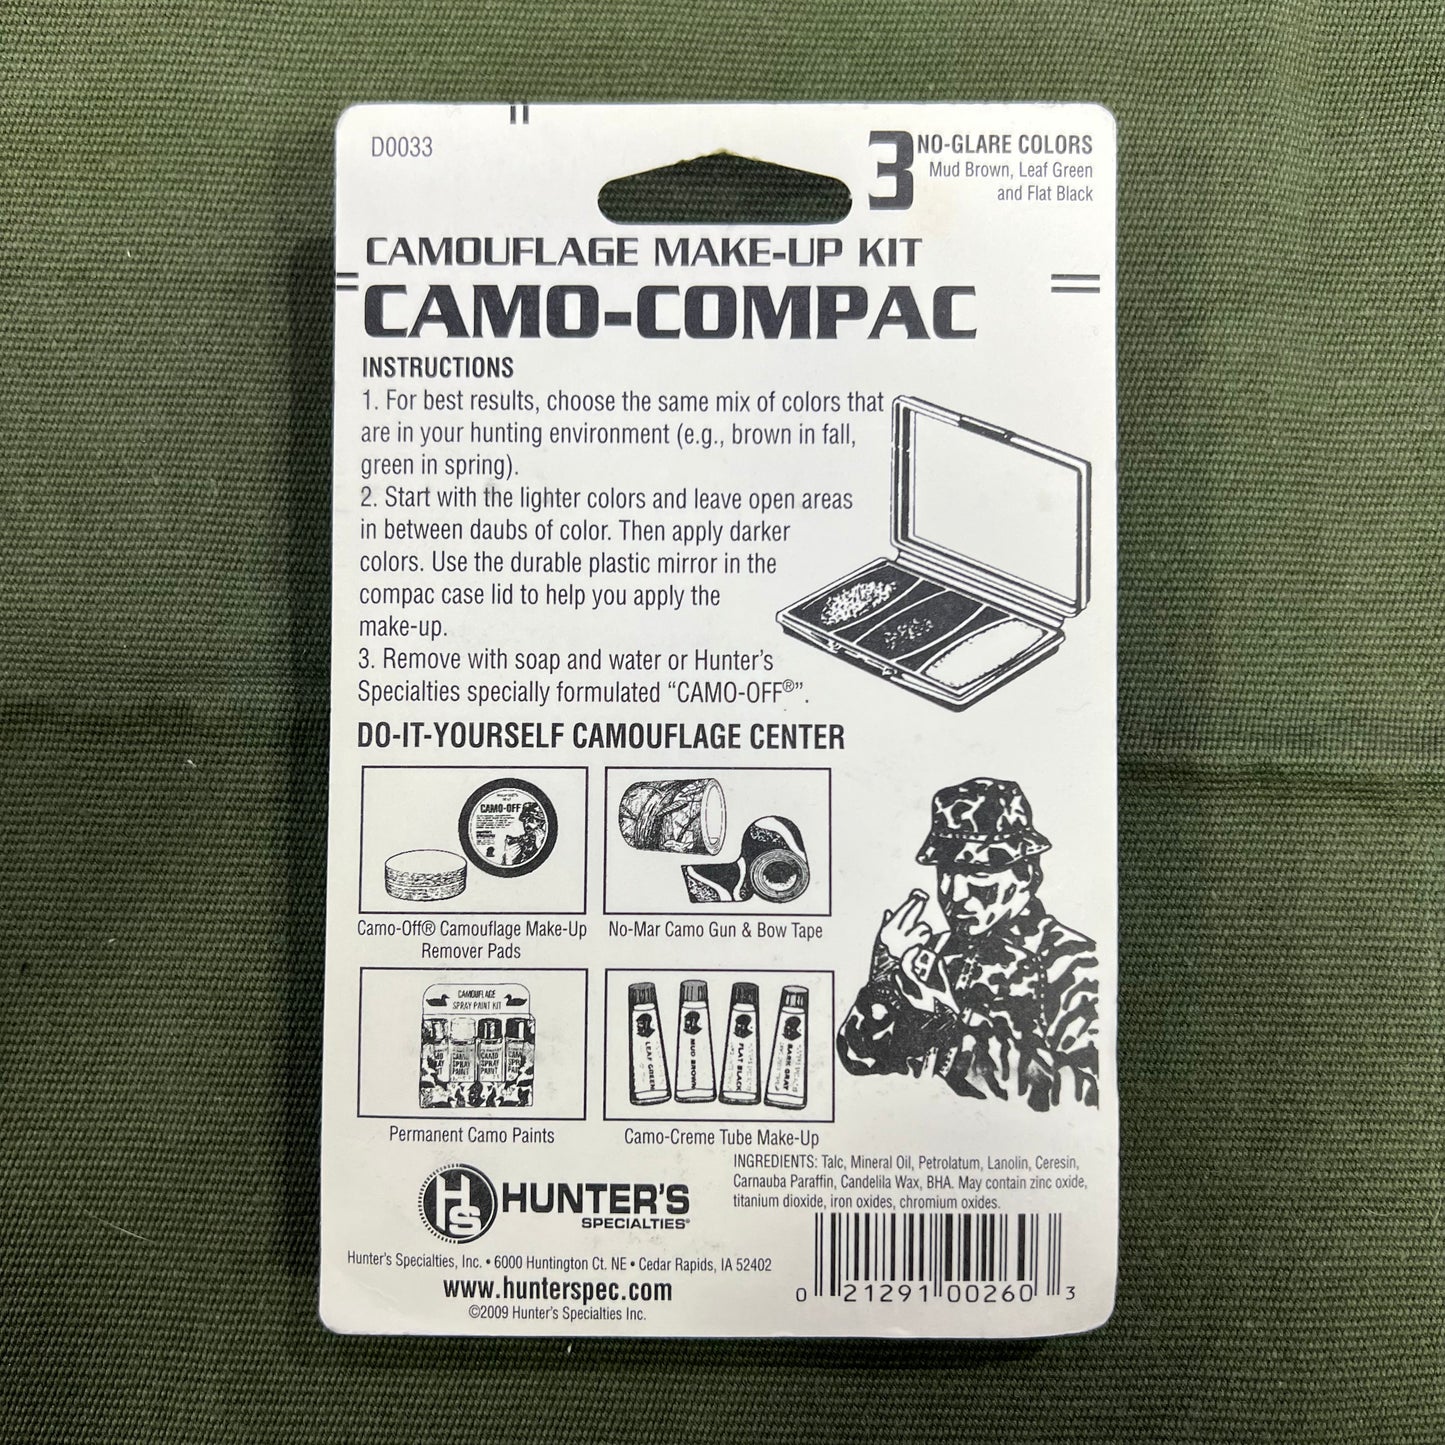 D0033
3 NO-GLARE COLORS
Mud Brown, Leaf Green
and Flat Black
CAMOUFLAGE MAKE-UP KIT
CAMO-COMPAC
INSTRUCTIONS
1. For best results, choose the same mix of colors that
are in your hunting environment (e.g., brown in fall,
green in spring).
2. Start with the lighter colors and leave open areas
in between daubs of color. Then apply darker
colors. Use the durable plastic mirror in the
compac case lid to help you apply the
make-up.
3. Remove with soap and water or Hunter's
Specialties specially formulated "CAMO-OFF®".
DO-IT-YOURSELF CAMOUFLAGE CENTER
CAMO-OFF
Camo-Off® Camouflage Make-Up
Remover Pads
No-Mar Camo Gun & Bow Tape
CAMOUFLAGE
SPRAY PAINT KIT
CAMO
SPRAY
PAINT
CAMO
SPRAY
PAINT
Permanent Camo Paints
LEAF GREEN
MUD BROWN
FLAT BLACK
BARK GRAY
Camo-Creme Tube Make-Up
INGREDIENTS: Talc, Mineral Oil, Petrolatum, Lanolin, Ceresin,
Carnauba Paraffin, Candelila Wax, BHA. May contain zinc oxide,
titanium dioxide, iron oxides, chromium oxides.
HS HUNTER'S
SPECIALTIES®
Hunter's Specialties, Inc. • 6000 Huntington Ct. NE • Cedar Rapids, IA 52402
www.hunterspec.com
©2009 Hunter's Specialties Inc.
0 21291 00260 3